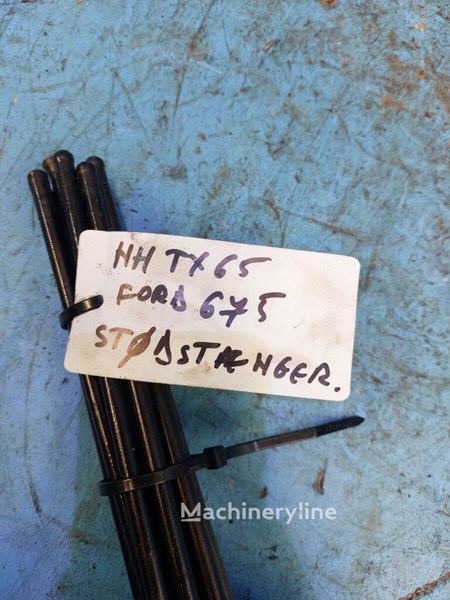 NH TX65
FORD 675
STØDSTÆNGER.
Machineryline